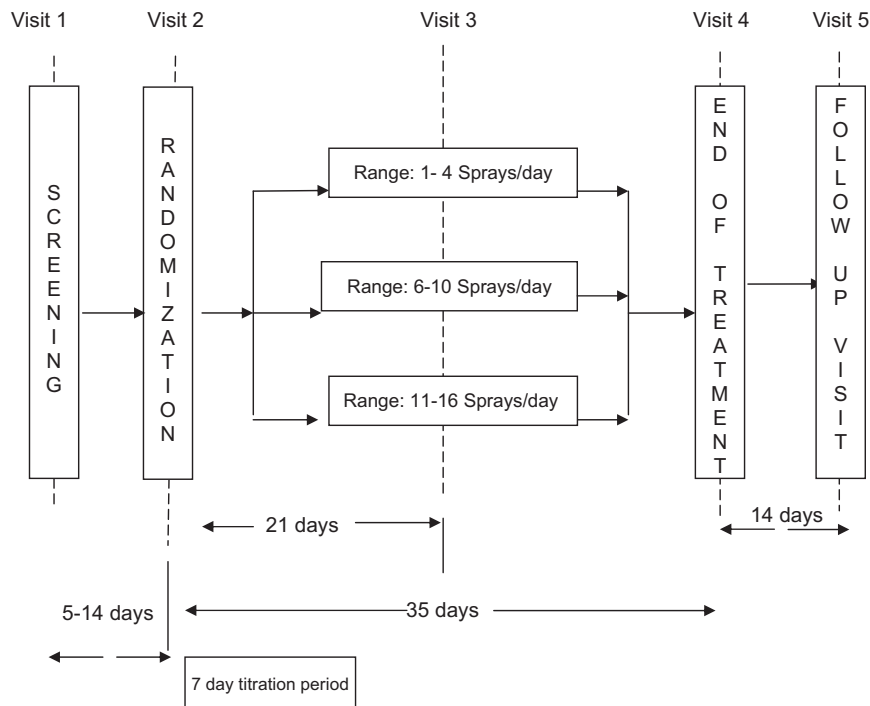 Visit 1
Visit 2
Visit 3
Visit 4
Visit 5
SCREENING
RANDOMIZATION
Range: 1- 4 Sprays/day
Range: 6-10 Sprays/day
Range: 11-16 Sprays/day
END OF TREATMENT
FOLLOW UP VISIT
21 days
14 days
5-14 days
35 days
7 day titration period